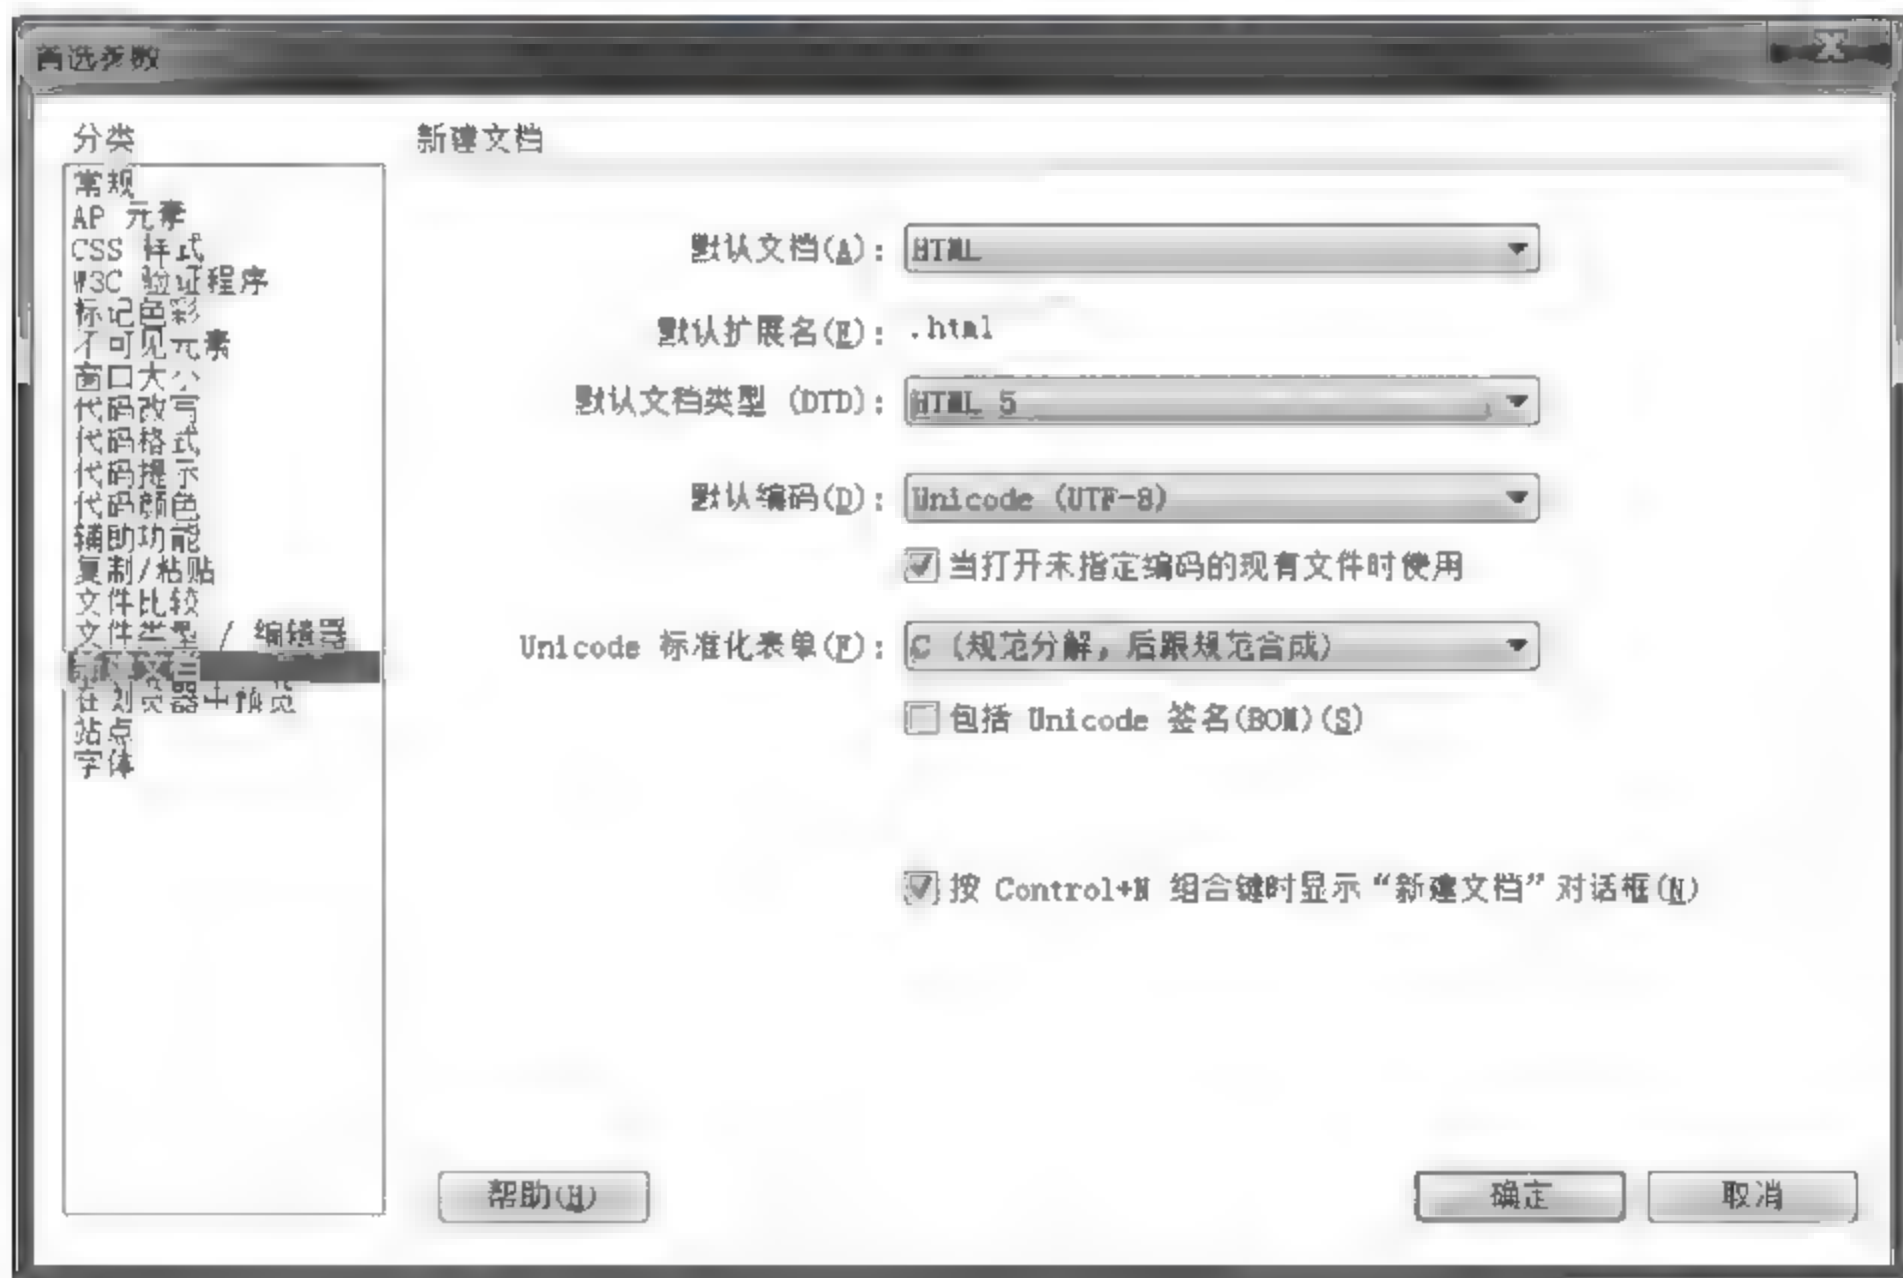 首选参数
分类
常规
AP 元素
CSS 样式
W3C 验证程序
标记色彩
不可见元素
窗口大小
代码改写
代码格式
代码提示
代码颜色
辅助功能
复制/粘贴
文件比较
文件类型 / 编辑器
新建文档
在浏览器中预览
站点
字体
新建文档
默认文档(A): HTML
默认扩展名(E): .html
默认文档类型 (DTD): HTML 5
默认编码(D): Unicode (UTF-8)
当打开未指定编码的现有文件时使用
Unicode 标准化表单(F): C (规范分解，后跟规范合成)
包括 Unicode 签名(BOM)(S)
按 Control+N 组合键时显示“新建文档”对话框(N)
帮助(H) 确定 取消